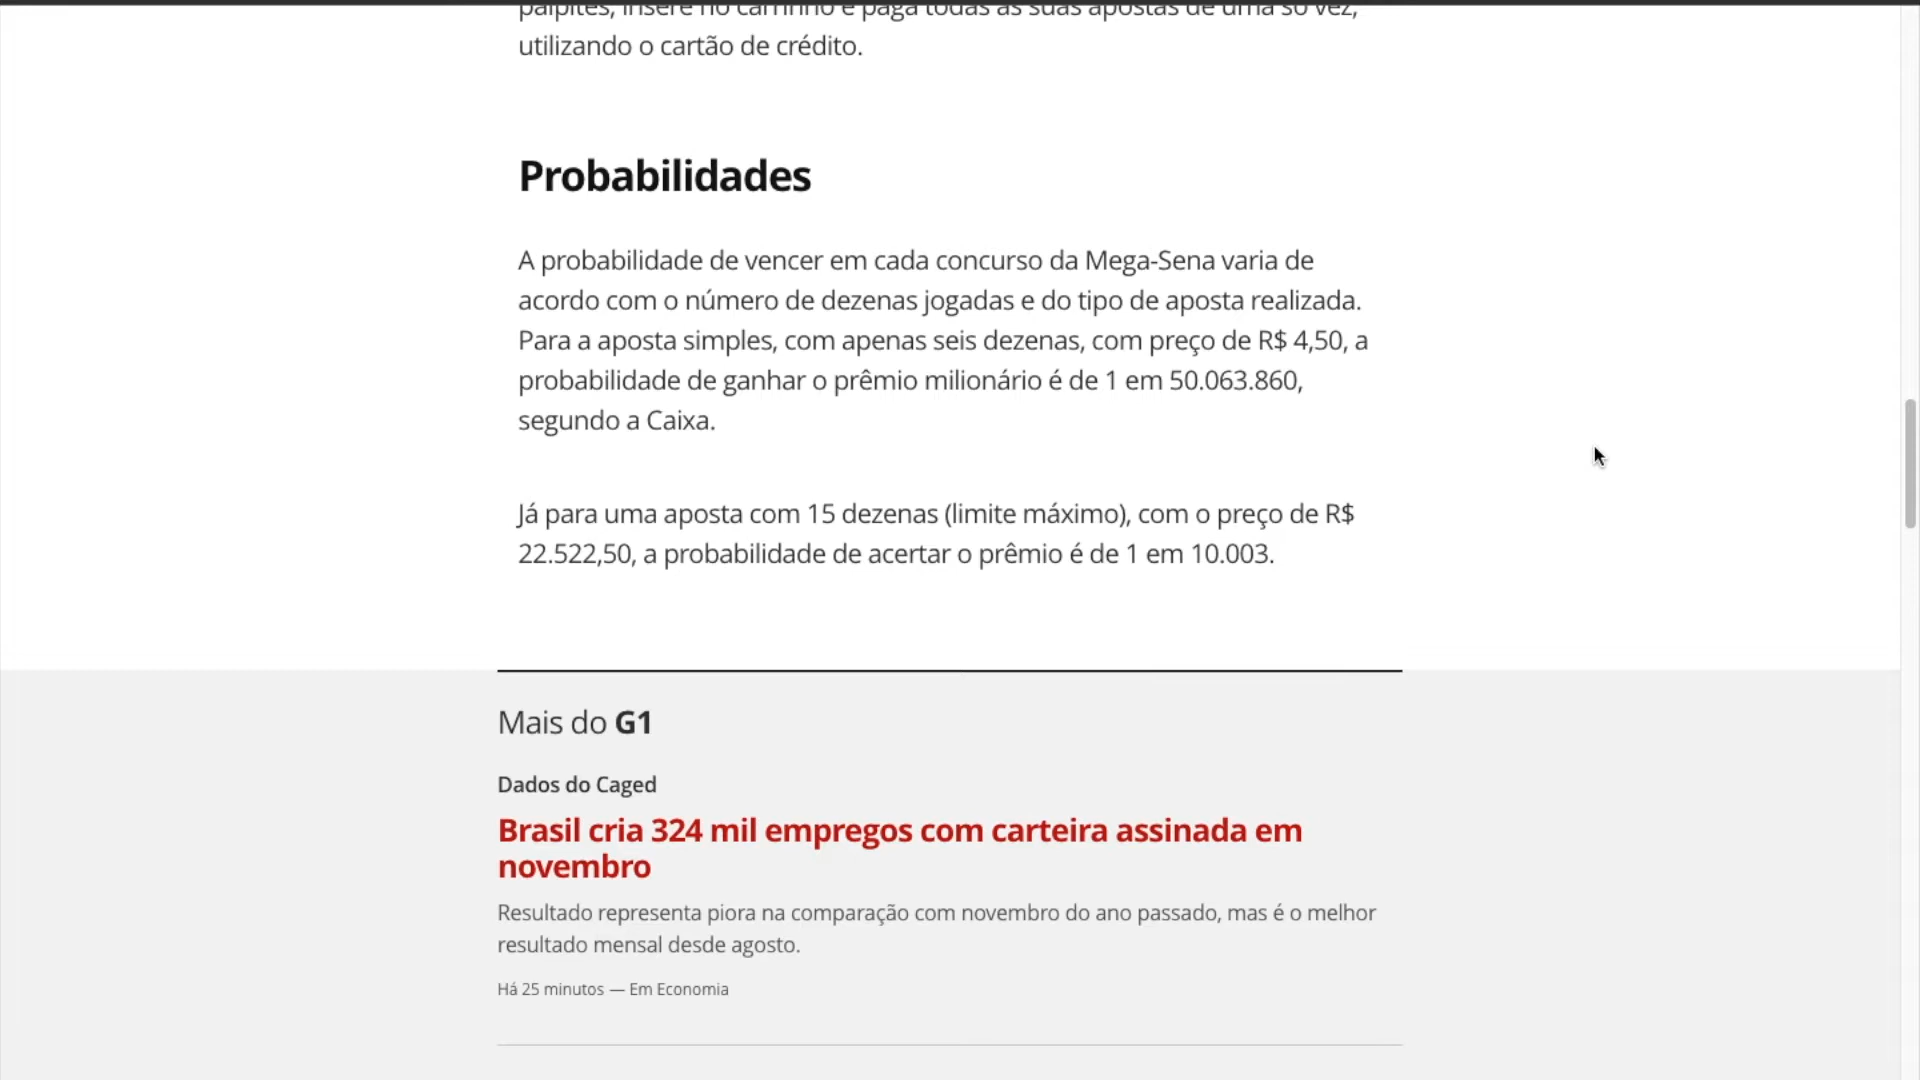 palpites, insere no carrinho e paga todas as suas apostas de uma só vez,
utilizando o cartão de crédito.
Probabilidades
A probabilidade de vencer em cada concurso da Mega-Sena varia de
acordo com o número de dezenas jogadas e do tipo de aposta realizada.
Para a aposta simples, com apenas seis dezenas, com preço de R$ 4,50, a
probabilidade de ganhar o prêmio milionário é de 1 em 50.063.860,
segundo a Caixa.
Já para uma aposta com 15 dezenas (limite máximo), com o preço de R$
22.522,50, a probabilidade de acertar o prêmio é de 1 em 10.003.
Mais do G1
Dados do Caged
Brasil cria 324 mil empregos com carteira assinada em
novembro
Resultado representa piora na comparação com novembro do ano passado, mas é o melhor
resultado mensal desde agosto.
Há 25 minutos — Em Economia